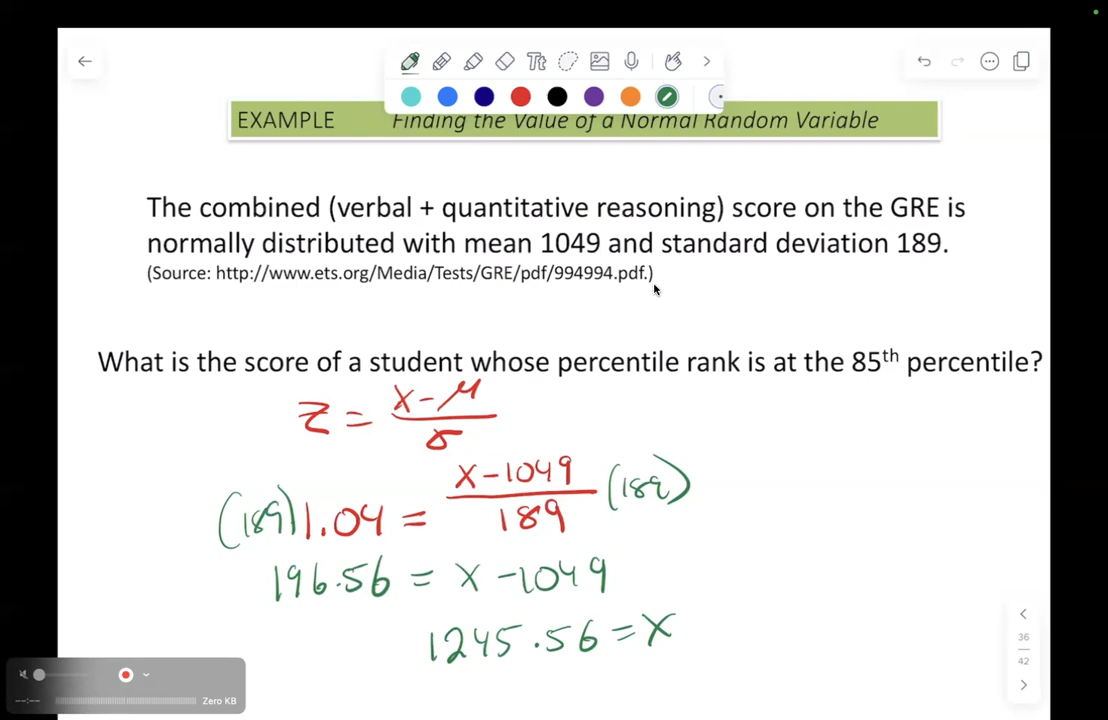 Tt
EXAMPLE Finding the Value of a Normal Random Variable
The combined (verbal + quantitative reasoning) score on the GRE is
normally distributed with mean 1049 and standard deviation 189.
(Source: http://www.ets.org/Media/Tests/GRE/pdf/994994.pdf.)
What is the score of a student whose percentile rank is at the 85th percentile?
z = (x - μ)/σ
(189) 1.04 = (x - 1049)/189 (189)
196.56 = x - 1049
1245.56 = x
36
42
--:-- Zero KB